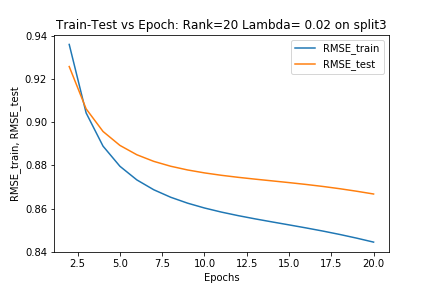 Train-Test vs Epoch: Rank=20 Lambda= 0.02 on split3
RMSE_train
RMSE_test
RMSE_train, RMSE_test
0.94
0.92
0.90
0.88
0.86
0.84
2.5 5.0 7.5 10.0 12.5 15.0 17.5 20.0
Epochs